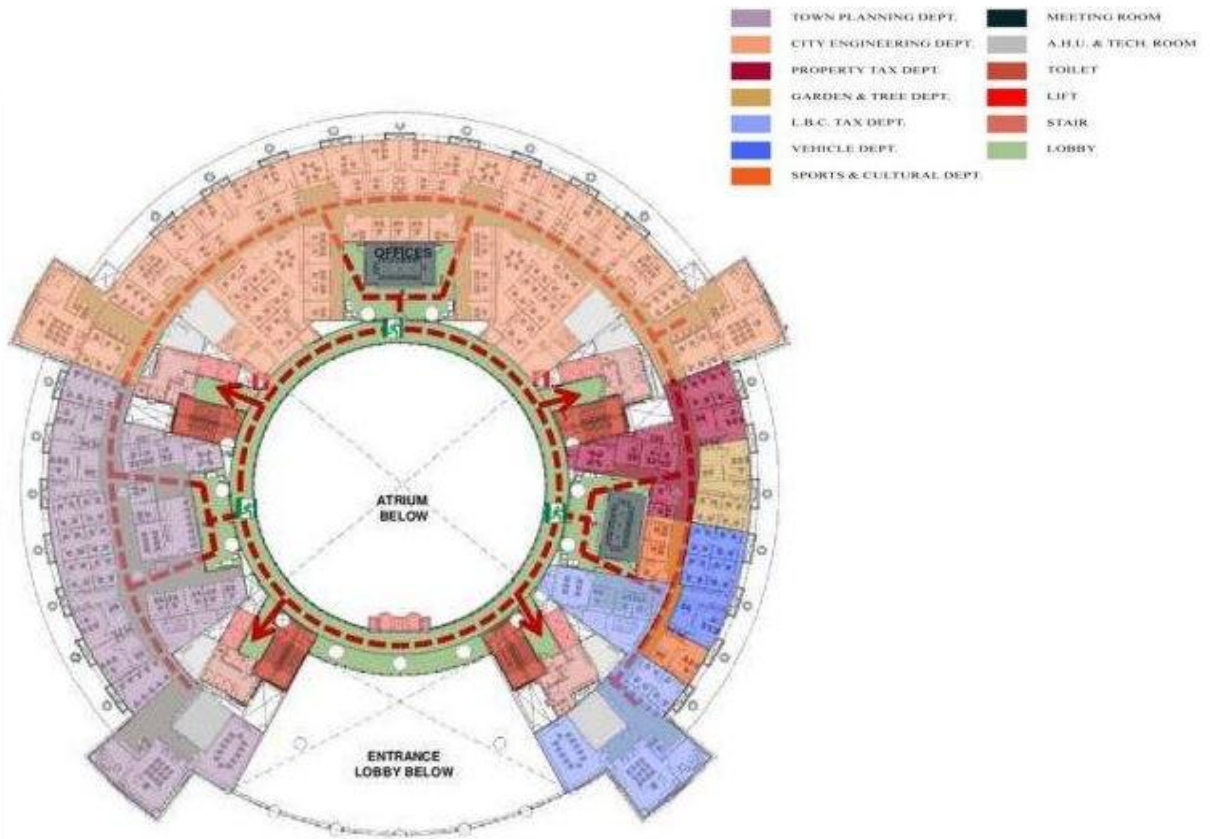 TOWN PLANNING DEPT.
CITY ENGINEERING DEPT.
PROPERTY TAX DEPT.
GARDEN & TREE DEPT.
L.B.C. TAX DEPT.
VEHICLE DEPT.
SPORTS & CULTURAL DEPT.
MEETING ROOM
A.H.U. & TECH. ROOM
TOILET
LIFT
STAIR
LOBBY
OFFICES
ATRIUM
BELOW
ENTRANCE
LOBBY BELOW